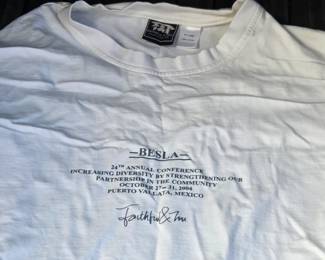 -BESLA-
24TH ANNUAL CONFERENCE
INCREASING DIVERSITY BY STRENGTHENING OUR
PARTNERSHIP IN THE COMMUNITY
OCTOBER 27-31, 2004
PUERTO VALLATA, MEXICO